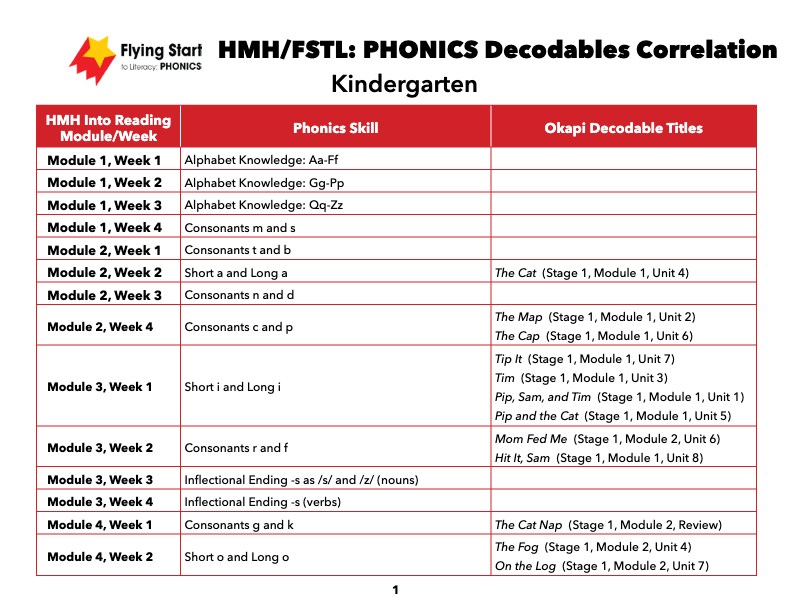 Flying Start
to Literacy: PHONICS
HMH/FSTL: PHONICS Decodables Correlation
Kindergarten
HMH Into Reading Module/Week | Phonics Skill | Okapi Decodable Titles
Module 1, Week 1 | Alphabet Knowledge: Aa-Ff
Module 1, Week 2 | Alphabet Knowledge: Gg-Pp
Module 1, Week 3 | Alphabet Knowledge: Qq-Zz
Module 1, Week 4 | Consonants m and s
Module 2, Week 1 | Consonants t and b
Module 2, Week 2 | Short a and Long a | The Cat (Stage 1, Module 1, Unit 4)
Module 2, Week 3 | Consonants n and d
Module 2, Week 4 | Consonants c and p | The Map (Stage 1, Module 1, Unit 2)
The Cap (Stage 1, Module 1, Unit 6)
Module 3, Week 1 | Short i and Long i | Tip It (Stage 1, Module 1, Unit 7)
Tim (Stage 1, Module 1, Unit 3)
Pip, Sam, and Tim (Stage 1, Module 1, Unit 1)
Pip and the Cat (Stage 1, Module 1, Unit 5)
Module 3, Week 2 | Consonants r and f | Mom Fed Me (Stage 1, Module 2, Unit 6)
Hit It, Sam (Stage 1, Module 1, Unit 8)
Module 3, Week 3 | Inflectional Ending -s as /s/ and /z/ (nouns)
Module 3, Week 4 | Inflectional Ending -s (verbs)
Module 4, Week 1 | Consonants g and k | The Cat Nap (Stage 1, Module 2, Review)
Module 4, Week 2 | Short o and Long o | The Fog (Stage 1, Module 2, Unit 4)
On the Log (Stage 1, Module 2, Unit 7)
1